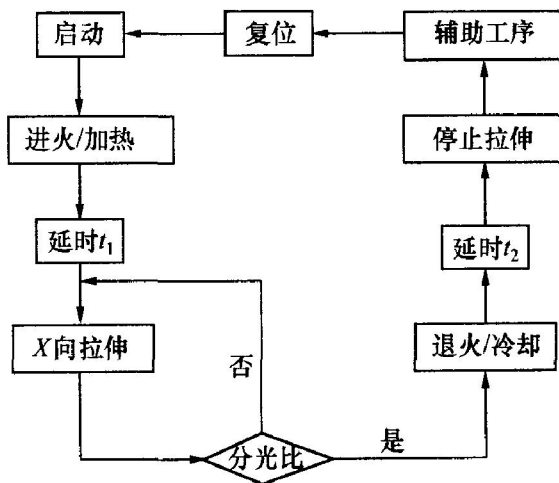 启动
复位
辅助工序
进火/加热
停止拉伸
延时t₁
延时t₂
X向拉伸
退火/冷却
否
是
分光比